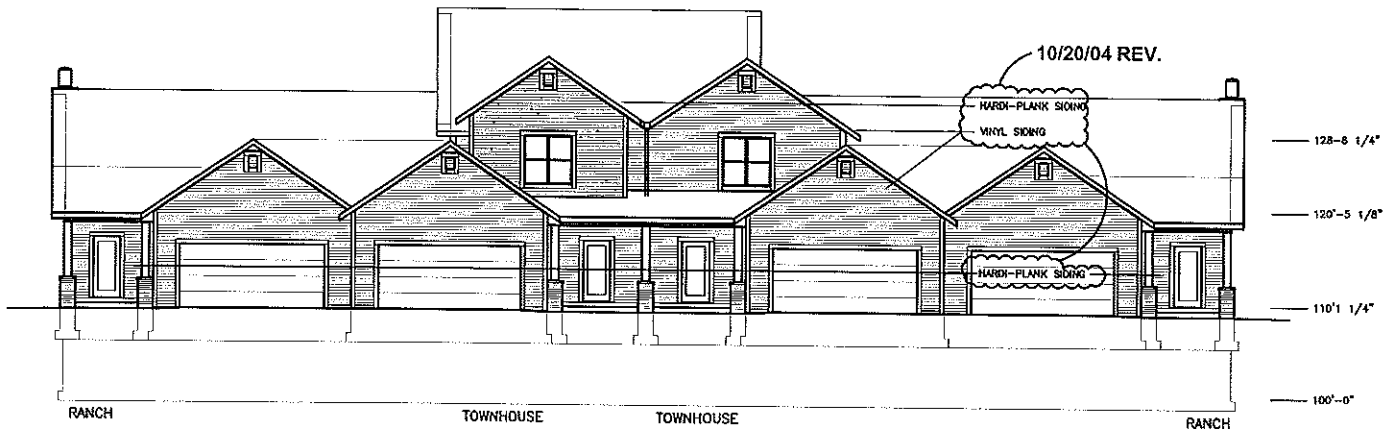 10/20/04 REV.
HARDI-PLANK SIDING
VINYL SIDING
128-8 1/4"
120'-5 1/8"
HARDI-PLANK SIDING
110'1 1/4"
100'-0"
RANCH
TOWNHOUSE
TOWNHOUSE
RANCH